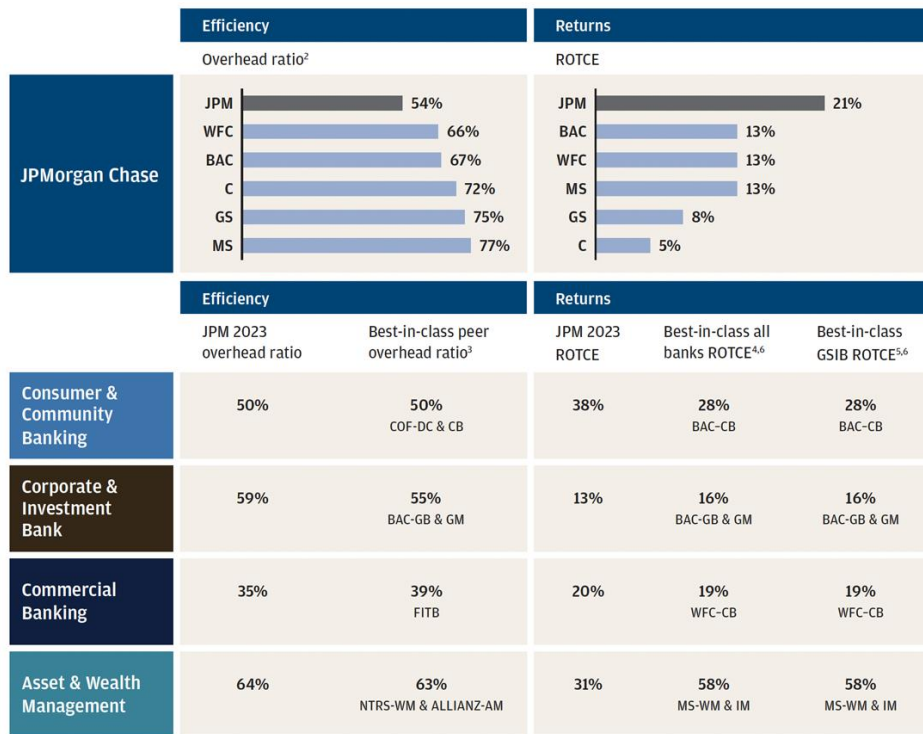 Efficiency
Returns
Overhead ratio²
ROTCE
JPMorgan Chase
JPM 54%
WFC 66%
BAC 67%
C 72%
GS 75%
MS 77%
JPM 21%
BAC 13%
WFC 13%
MS 13%
GS 8%
C 5%
Efficiency
Returns
JPM 2023
overhead ratio
Best-in-class peer
overhead ratio³
JPM 2023
ROTCE
Best-in-class all
banks ROTCE⁴,⁶
Best-in-class
GSIB ROTCE⁵,⁶
Consumer &
Community
Banking
50%
50%
COF-DC & CB
38%
28%
BAC-CB
28%
BAC-CB
Corporate &
Investment
Bank
59%
55%
BAC-GB & GM
13%
16%
BAC-GB & GM
16%
BAC-GB & GM
Commercial
Banking
35%
39%
FITB
20%
19%
WFC-CB
19%
WFC-CB
Asset & Wealth
Management
64%
63%
NTRS-WM & ALLIANZ-AM
31%
58%
MS-WM & IM
58%
MS-WM & IM